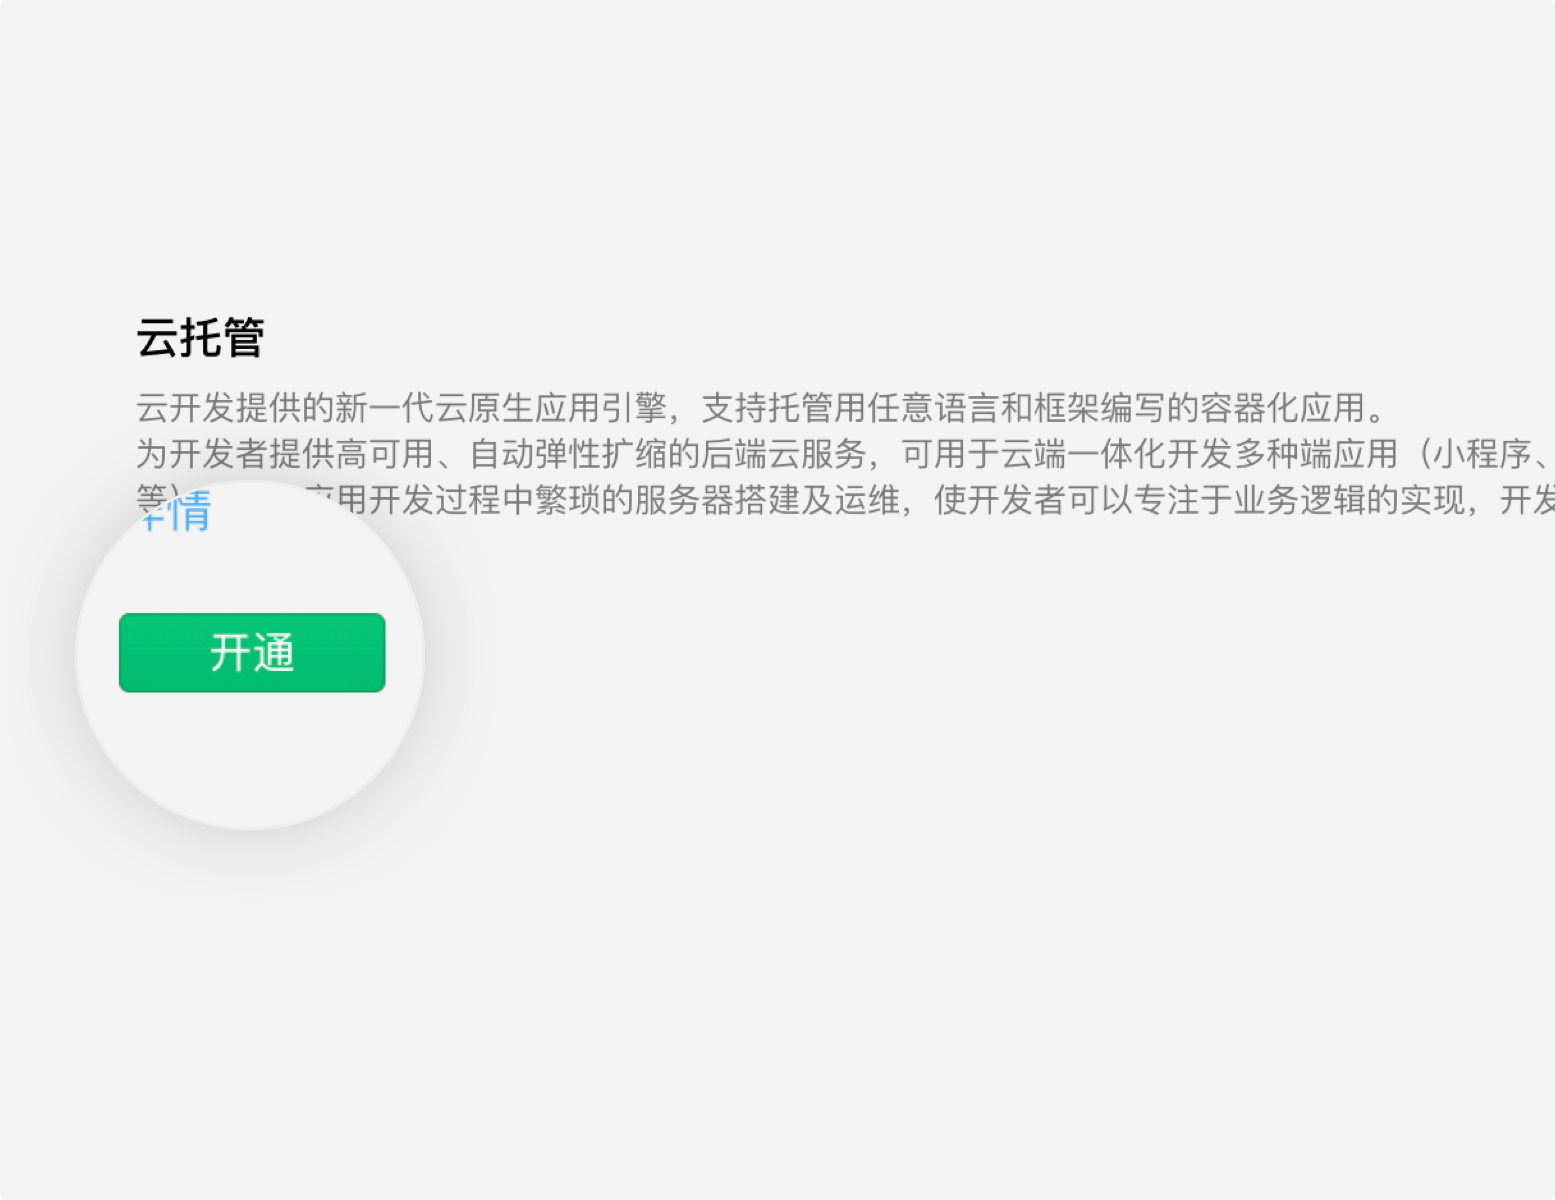 云托管
云开发提供的新一代云原生应用引擎，支持托管用任意语言和框架编写的容器化应用。
为开发者提供高可用、自动弹性扩缩的后端云服务，可用于云端一体化开发多种端应用（小程序、
等） 应用开发过程中繁琐的服务器搭建及运维，使开发者可以专注于业务逻辑的实现，开发
情
开通